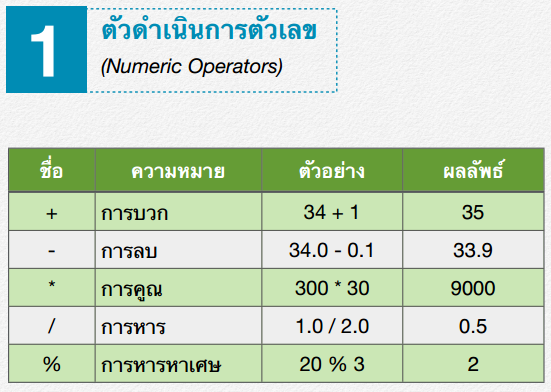 1
ตัวดำเนินการตัวเลข
(Numeric Operators)
ชื่อ ความหมาย ตัวอย่าง ผลลัพธ์
+ การบวก 34 + 1 35
- การลบ 34.0 - 0.1 33.9
* การคูณ 300 * 30 9000
/ การหาร 1.0 / 2.0 0.5
% การหารหาเศษ 20 % 3 2